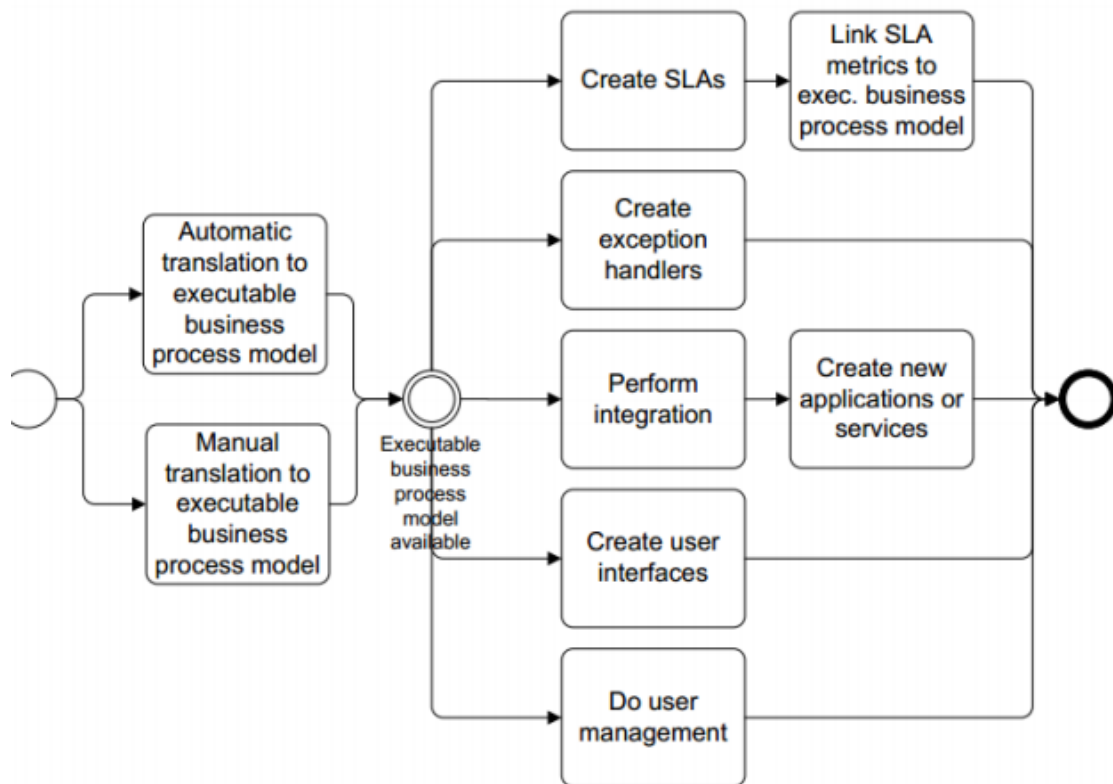 Automatic
translation to
executable
business
process model
Manual
translation to
executable
business
process model
Executable
business
process
model
available
Create SLAs
Link SLA
metrics to
exec. business
process model
Create
exception
handlers
Perform
integration
Create new
applications or
services
Create user
interfaces
Do user
management